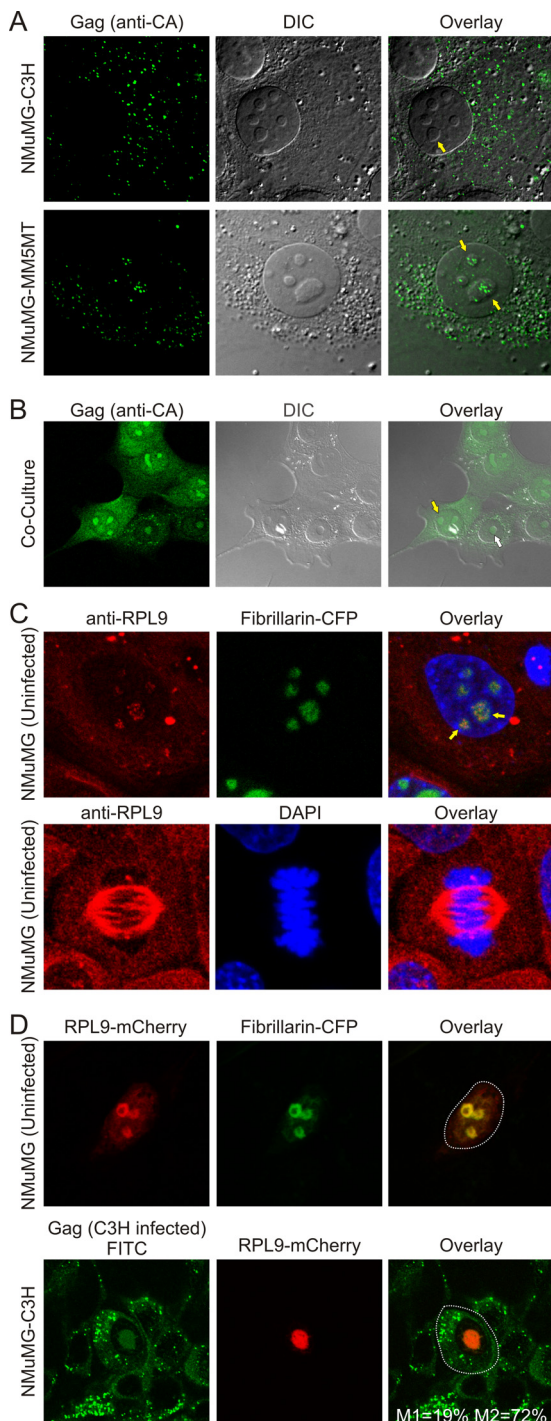 A
Gag (anti-CA) DIC Overlay
NMuMG-C3H
NMuMG-MM5MT
B
Gag (anti-CA) DIC Overlay
Co-Culture
C
anti-RPL9 Fibrillarin-CFP Overlay
NMuMG (Uninfected)
anti-RPL9 DAPI Overlay
NMuMG (Uninfected)
D
RPL9-mCherry Fibrillarin-CFP Overlay
NMuMG (Uninfected)
Gag (C3H infected)
FITC RPL9-mCherry Overlay
NMuMG-C3H
M1=19% M2=72%